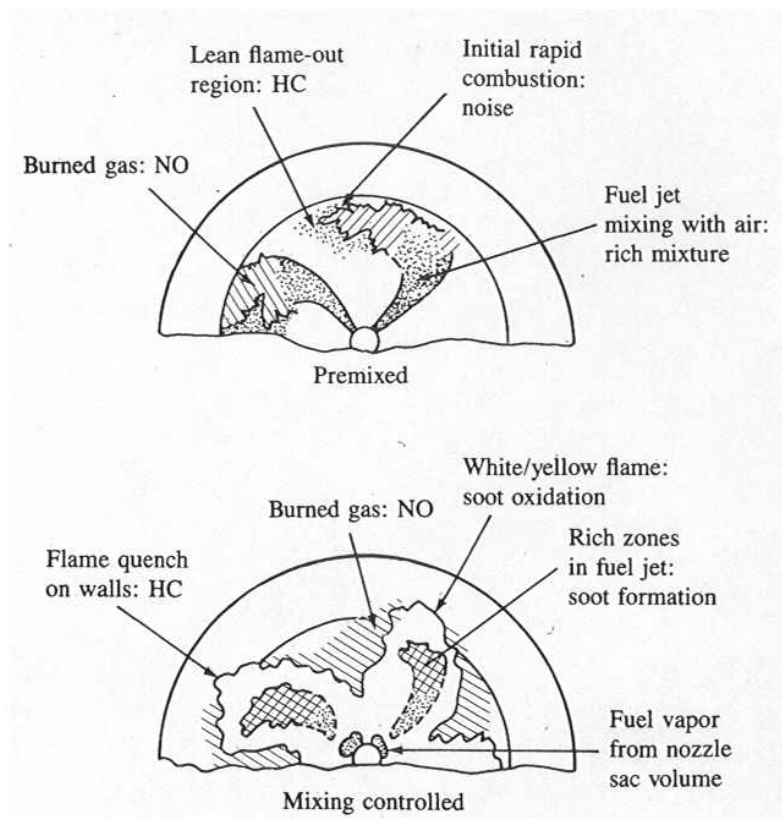 Lean flame-out
region: HC
Initial rapid
combustion:
noise
Burned gas: NO
Fuel jet
mixing with air:
rich mixture
Premixed
White/yellow flame:
soot oxidation
Burned gas: NO
Rich zones
in fuel jet:
soot formation
Flame quench
on walls: HC
Fuel vapor
from nozzle
sac volume
Mixing controlled